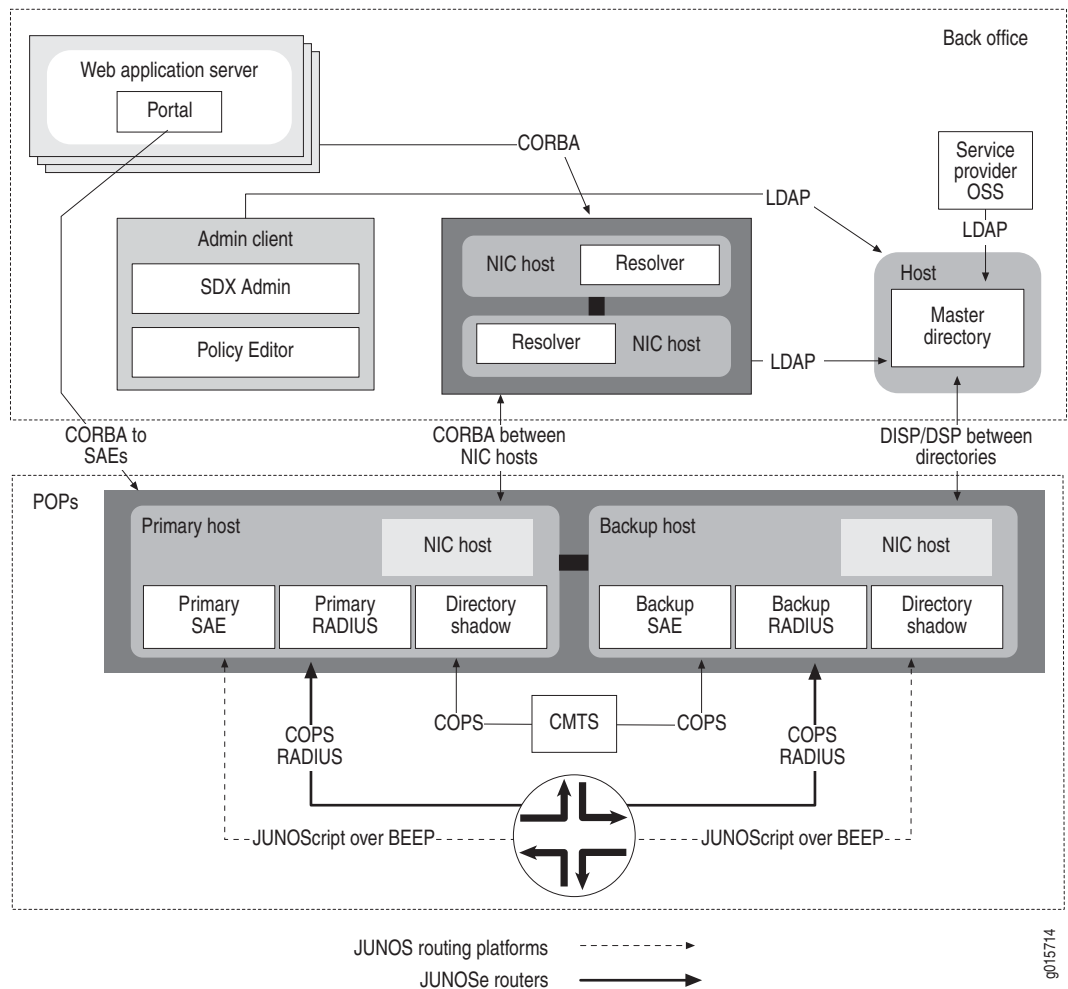 Back office
Web application server
Portal
CORBA
Service
provider
OSS
LDAP
LDAP
Admin client
SDX Admin
Policy Editor
NIC host
Resolver
Resolver
NIC host
Host
Master
directory
LDAP
CORBA to
SAEs
CORBA between
NIC hosts
DISP/DSP between
directories
POPs
Primary host
NIC host
Primary
SAE
Primary
RADIUS
Directory
shadow
Backup host
NIC host
Backup
SAE
Backup
RADIUS
Directory
shadow
COPS
CMTS
COPS
COPS
RADIUS
COPS
RADIUS
JUNOScript over BEEP
JUNOScript over BEEP
JUNOS routing platforms
JUNOSe routers
g015714